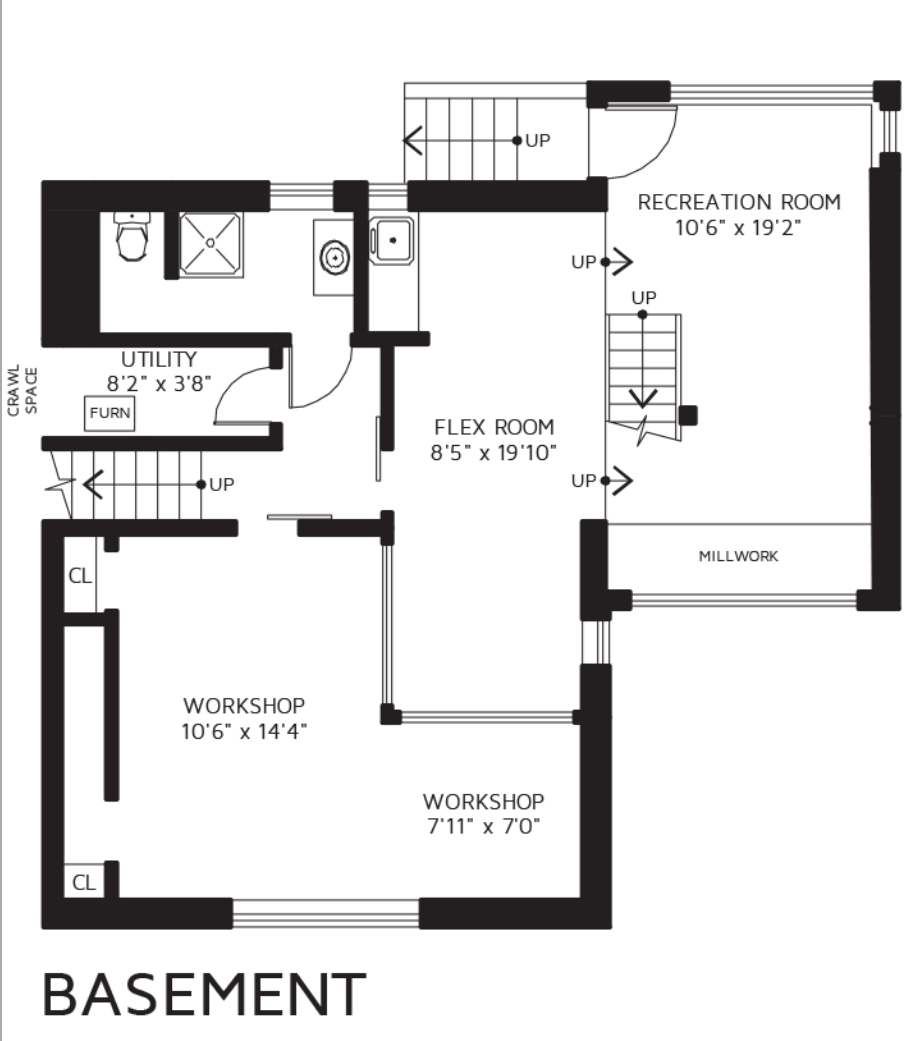 UP
RECREATION ROOM
10'6" x 19'2"
UP
UP
UTILITY
8'2" x 3'8"
CRAWL
SPACE
FURN
FLEX ROOM
8'5" x 19'10"
UP
UP
MILLWORK
CL
WORKSHOP
10'6" x 14'4"
WORKSHOP
7'11" x 7'0"
CL
BASEMENT